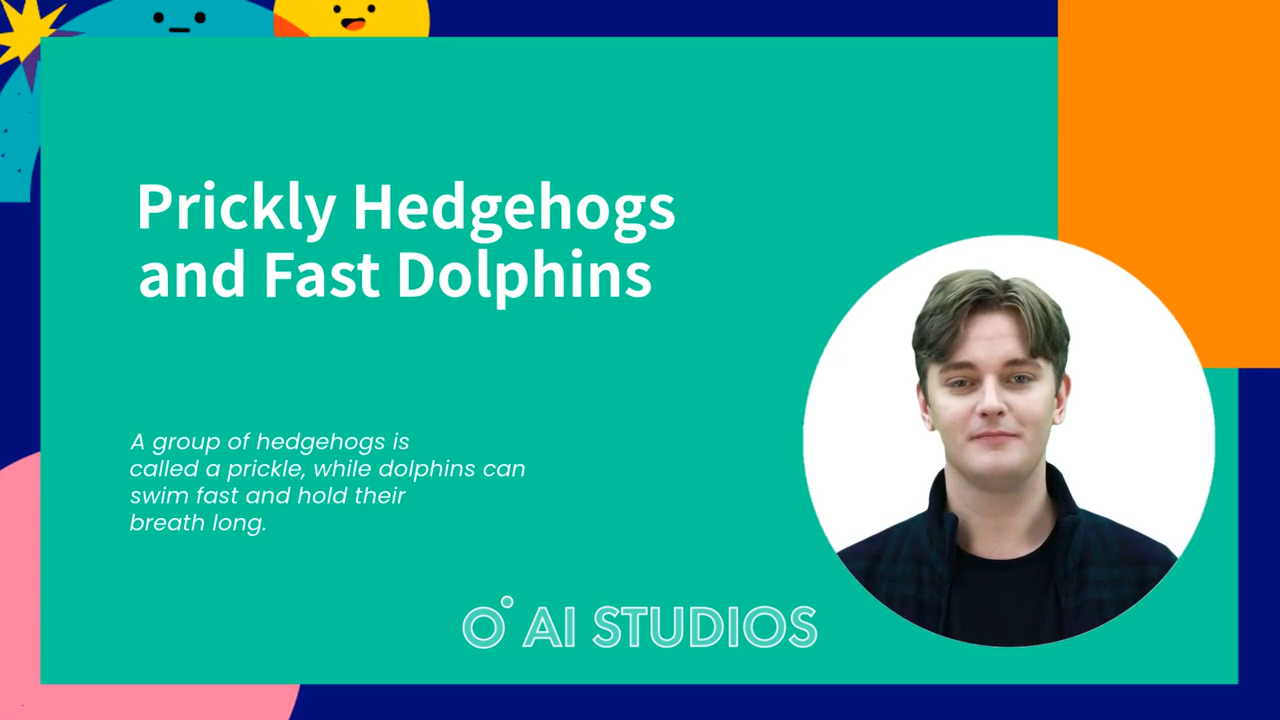 Prickly Hedgehogs
and Fast Dolphins
A group of hedgehogs is
called a prickle, while dolphins can
swim fast and hold their
breath long.
AI STUDIOS